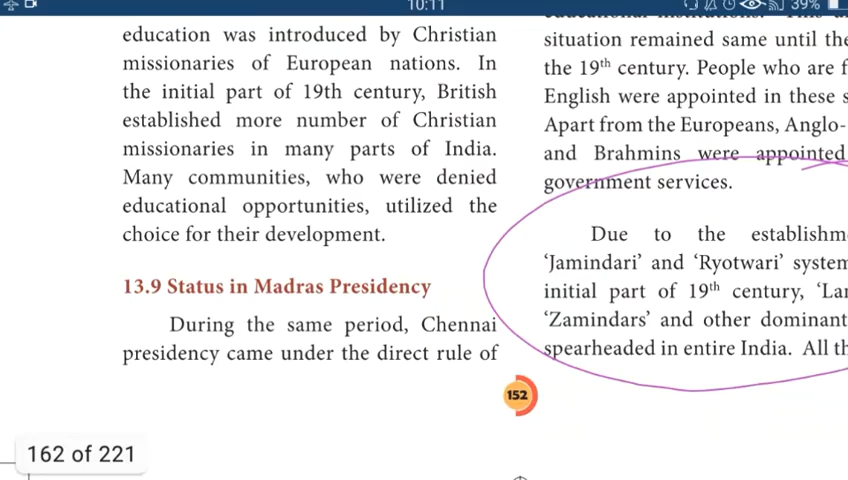 10:11
39%
education was introduced by Christian
missionaries of European nations. In
the initial part of 19th century, British
established more number of Christian
missionaries in many parts of India.
Many communities, who were denied
educational opportunities, utilized the
choice for their development.
13.9 Status in Madras Presidency
During the same period, Chennai
presidency came under the direct rule of
situation remained same until the
the 19th century. People who are f
English were appointed in these s
Apart from the Europeans, Anglo-
and Brahmins were appointed
government services.
Due to the establishm
'Jamindari' and 'Ryotwari' system
initial part of 19th century, 'Lan
'Zamindars' and other dominant
spearheaded in entire India. All th
152
162 of 221